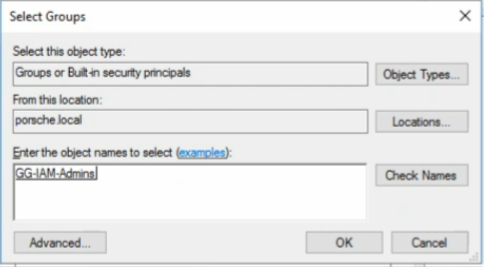 Select Groups
Select this object type:
Groups or Built-in security principals
Object Types...
From this location:
porsche.local
Locations...
Enter the object names to select (examples):
GG-IAM-Admins
Check Names
Advanced...
OK
Cancel